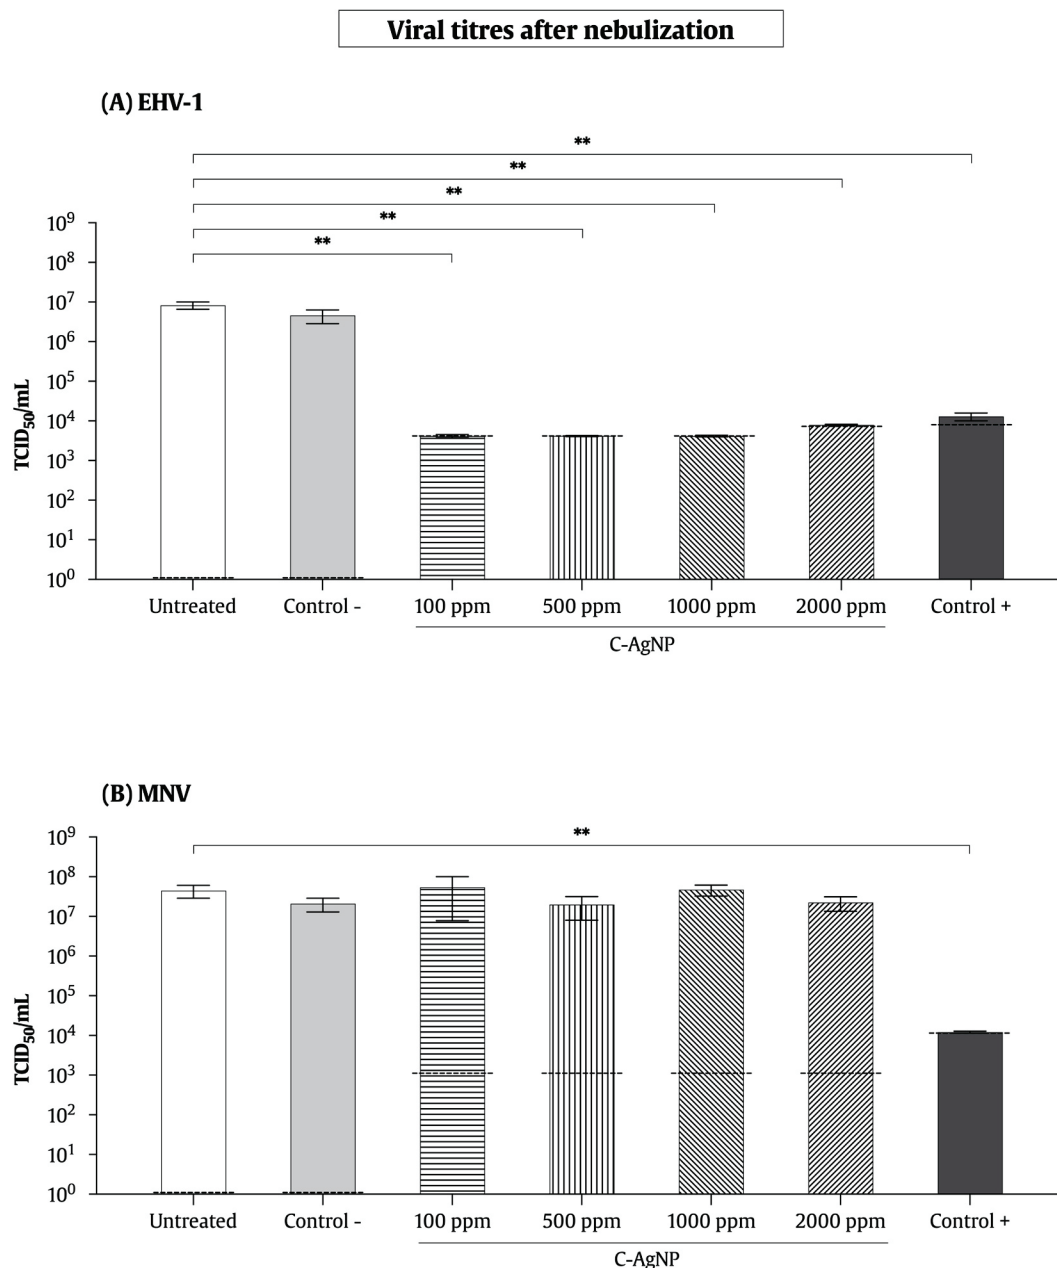 Viral titres after nebulization
(A) EHV-1
**
**
**
**
**
10⁹
10⁸
10⁷
10⁶
10⁵
10⁴
10³
10²
10¹
10⁰
TCID₅₀/mL
Untreated Control - 100 ppm 500 ppm 1000 ppm 2000 ppm Control +
C-AgNP
(B) MNV
**
10⁹
10⁸
10⁷
10⁶
10⁵
10⁴
10³
10²
10¹
10⁰
TCID₅₀/mL
Untreated Control - 100 ppm 500 ppm 1000 ppm 2000 ppm Control +
C-AgNP